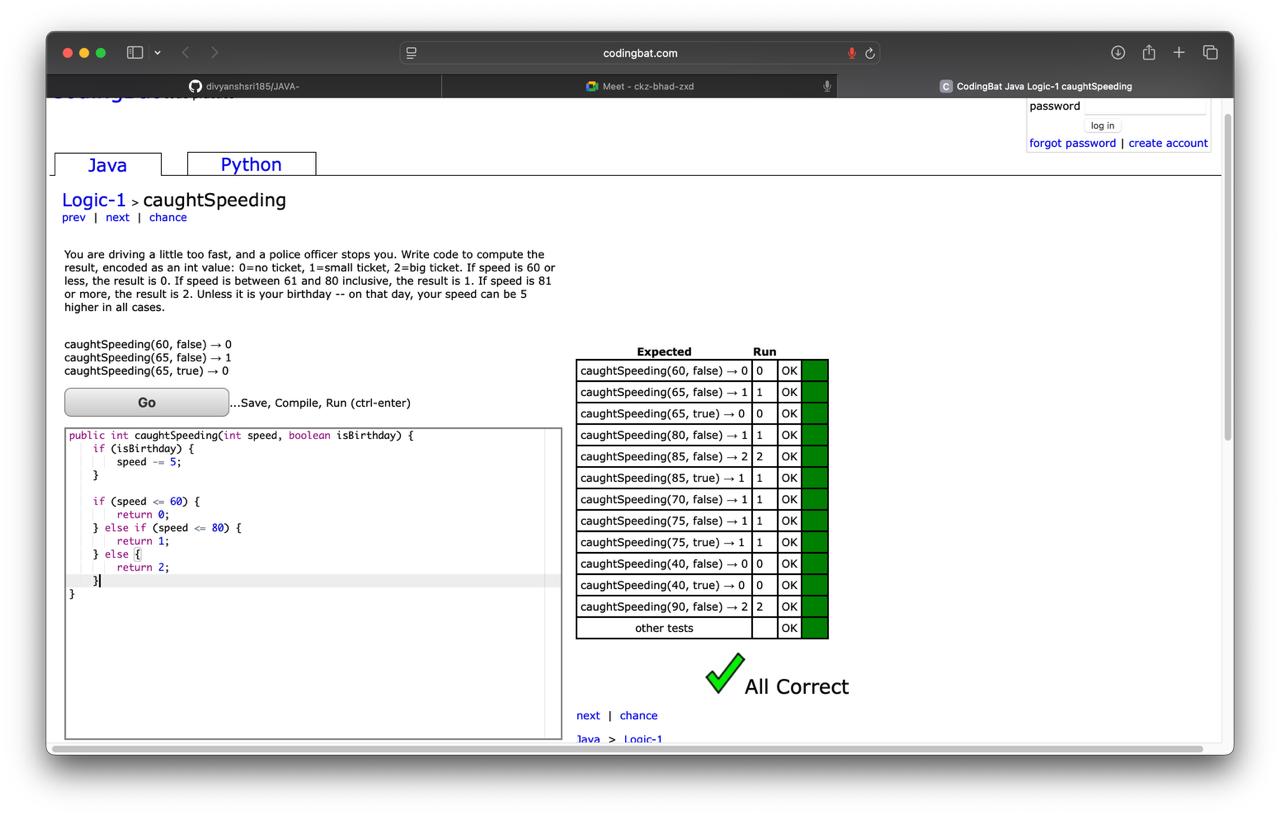 codingbat.com
divyanshsri185/JAVA-
Meet - ckz-bhad-zxd
C CodingBat Java Logic-1 caughtSpeeding
password
log in
forgot password | create account
Java
Python
Logic-1 > caughtSpeeding
prev | next | chance
You are driving a little too fast, and a police officer stops you. Write code to compute the
result, encoded as an int value: 0=no ticket, 1=small ticket, 2=big ticket. If speed is 60 or
less, the result is 0. If speed is between 61 and 80 inclusive, the result is 1. If speed is 81
or more, the result is 2. Unless it is your birthday -- on that day, your speed can be 5
higher in all cases.
caughtSpeeding(60, false) → 0
caughtSpeeding(65, false) → 1
caughtSpeeding(65, true) → 0
Go
...Save, Compile, Run (ctrl-enter)
public int caughtSpeeding(int speed, boolean isBirthday) {
    if (isBirthday) {
        speed -= 5;
    }
    if (speed <= 60) {
        return 0;
    } else if (speed <= 80) {
        return 1;
    } else {
        return 2;
    }
}
Expected Run
caughtSpeeding(60, false) → 0 0 OK
caughtSpeeding(65, false) → 1 1 OK
caughtSpeeding(65, true) → 0 0 OK
caughtSpeeding(80, false) → 1 1 OK
caughtSpeeding(85, false) → 2 2 OK
caughtSpeeding(85, true) → 1 1 OK
caughtSpeeding(70, false) → 1 1 OK
caughtSpeeding(75, false) → 1 1 OK
caughtSpeeding(75, true) → 1 1 OK
caughtSpeeding(40, false) → 0 0 OK
caughtSpeeding(40, true) → 0 0 OK
caughtSpeeding(90, false) → 2 2 OK
other tests OK
All Correct
next | chance
Java > Logic-1